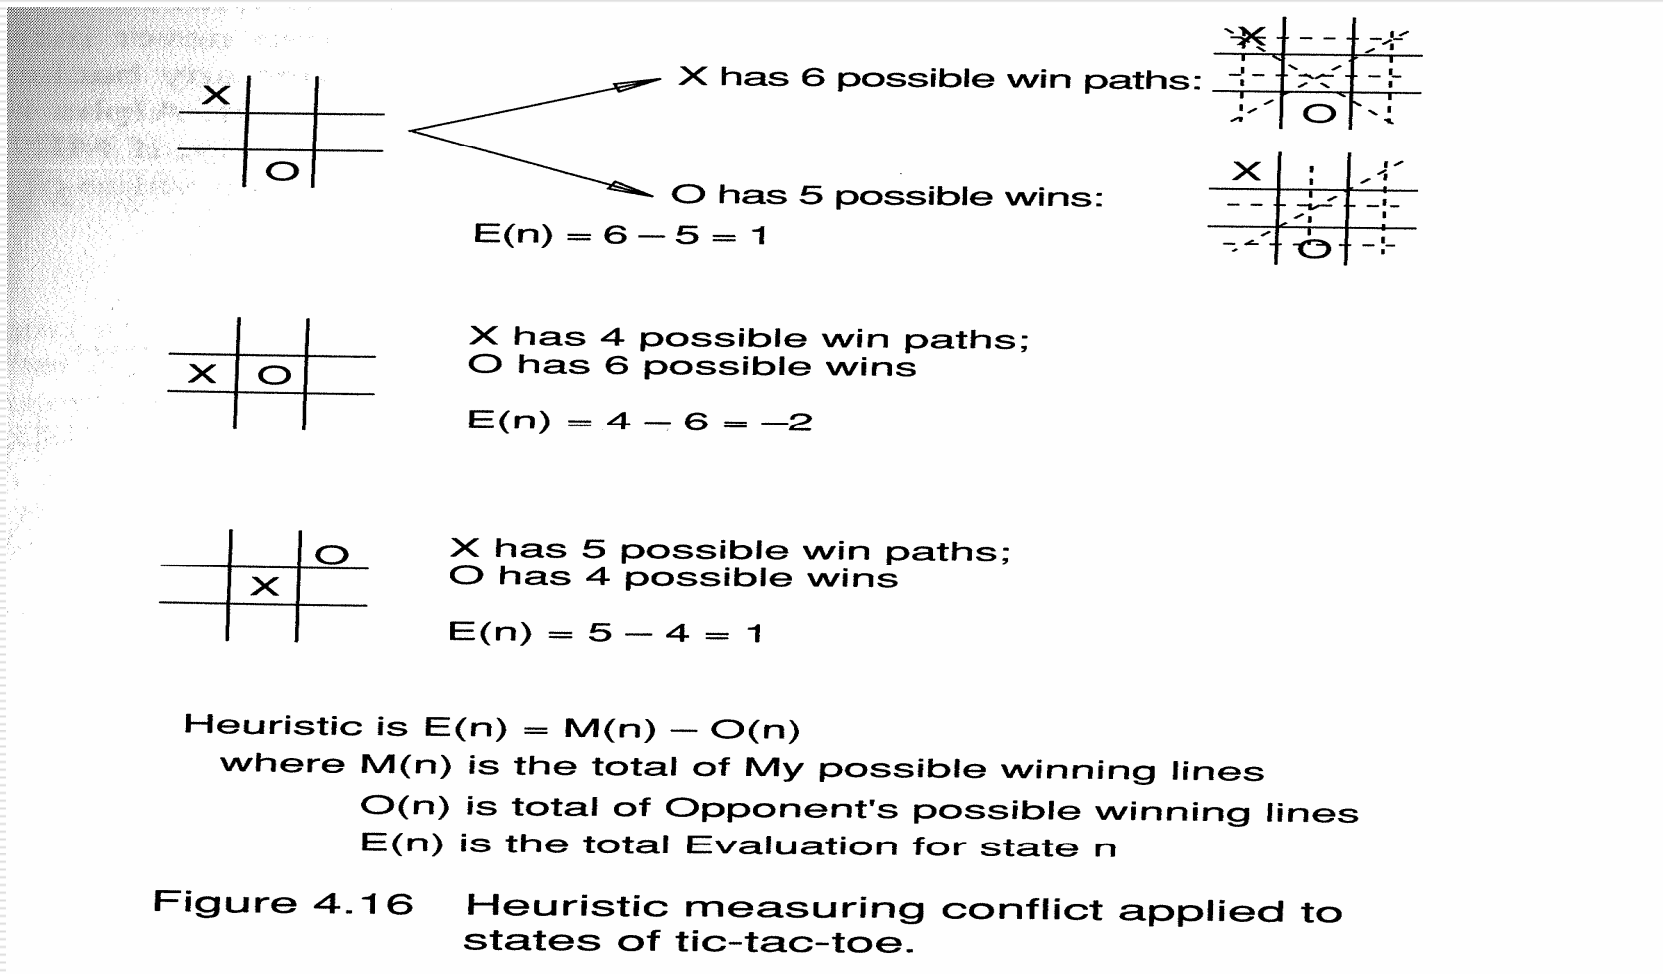 X
O
X has 6 possible win paths:
X
O
O has 5 possible wins:
X
O
E(n) = 6 – 5 = 1
X O
X has 4 possible win paths;
O has 6 possible wins
E(n) = 4 – 6 = –2
O
X
X has 5 possible win paths;
O has 4 possible wins
E(n) = 5 – 4 = 1
Heuristic is E(n) = M(n) – O(n)
where M(n) is the total of My possible winning lines
O(n) is total of Opponent's possible winning lines
E(n) is the total Evaluation for state n
Figure 4.16 Heuristic measuring conflict applied to
states of tic-tac-toe.